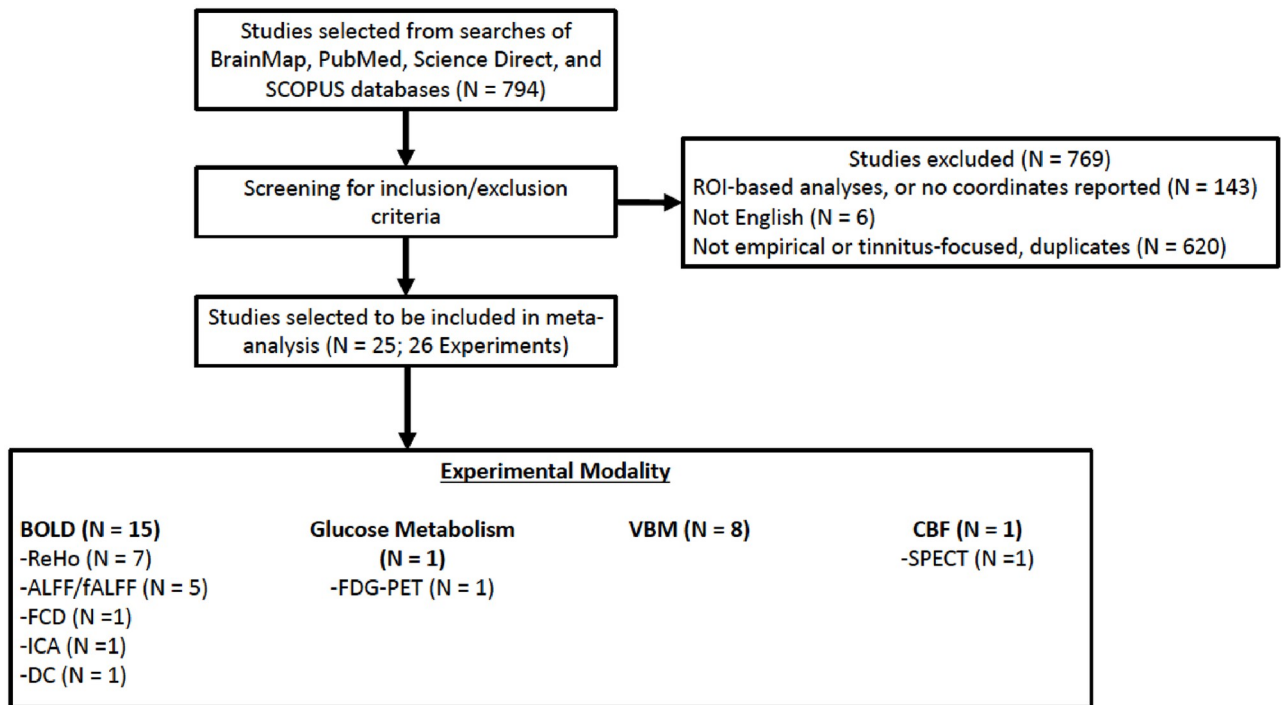 Studies selected from searches of
BrainMap, PubMed, Science Direct, and
SCOPUS databases (N = 794)
Screening for inclusion/exclusion
criteria
Studies excluded (N = 769)
ROI-based analyses, or no coordinates reported (N = 143)
Not English (N = 6)
Not empirical or tinnitus-focused, duplicates (N = 620)
Studies selected to be included in meta-
analysis (N = 25; 26 Experiments)
Experimental Modality
BOLD (N = 15)
-ReHo (N = 7)
-ALFF/fALFF (N = 5)
-FCD (N =1)
-ICA (N =1)
-DC (N = 1)
Glucose Metabolism
(N = 1)
-FDG-PET (N = 1)
VBM (N = 8)
CBF (N = 1)
-SPECT (N =1)